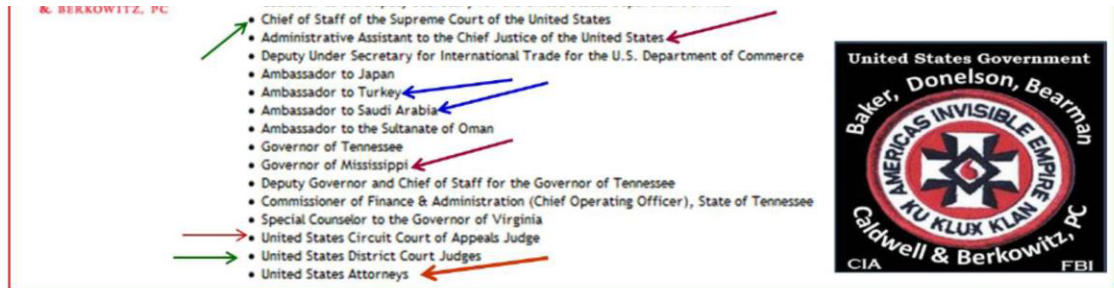 & BERKOWITZ, PC
• Chief of Staff of the Supreme Court of the United States
• Administrative Assistant to the Chief Justice of the United States
• Deputy Under Secretary for International Trade for the U.S. Department of Commerce
• Ambassador to Japan
• Ambassador to Turkey
• Ambassador to Saudi Arabia
• Ambassador to the Sultanate of Oman
• Governor of Tennessee
• Governor of Mississippi
• Deputy Governor and Chief of Staff for the Governor of Tennessee
• Commissioner of Finance & Administration (Chief Operating Officer), State of Tennessee
• Special Counselor to the Governor of Virginia
• United States Circuit Court of Appeals Judge
• United States District Court Judges
• United States Attorneys
United States Government
Baker, Donelson, Bearman
AMERICAS INVISIBLE EMPIRE
KU KLUX KLAN
Caldwell & Berkowitz, PC
CIA
FBI